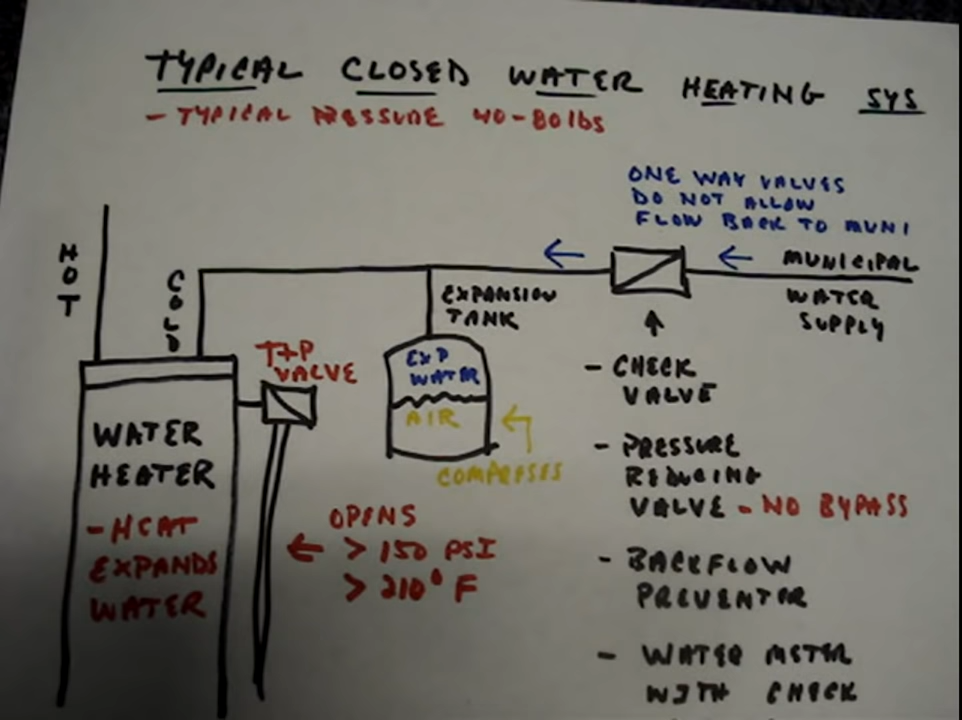 TYPICAL CLOSED WATER HEATING SYS
- TYPICAL PRESSURE 40-80 lbs
ONE WAY VALVES
DO NOT ALLOW
FLOW BACK TO MUNI
MUNICIPAL
WATER
SUPPLY
HOT
COLD
EXPANSION
TANK
T+P
VALVE
EXP
WATER
AIR
COMPRESSES
WATER
HEATER
- HEAT
EXPANDS
WATER
OPENS
> 150 PSI
> 210° F
- CHECK
VALVE
- PRESSURE
REDUCING
VALVE - NO BYPASS
- BACKFLOW
PREVENTOR
- WATER METER
WITH CHECK